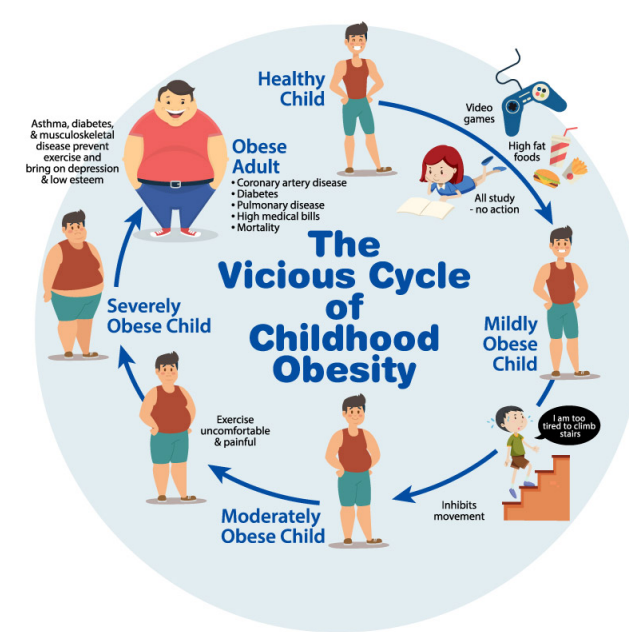 Healthy
Child
Video
games
High fat
foods
All study
- no action
Mildly
Obese
Child
I am too
tired to climb
stairs
Inhibits
movement
Moderately
Obese Child
Exercise
uncomfortable
& painful
Severely
Obese Child
Asthma, diabetes,
& musculoskeletal
disease prevent
exercise and
bring on depression
& low esteem
Obese
Adult
• Coronary artery disease
• Diabetes
• Pulmonary disease
• High medical bills
• Mortality
The
Vicious Cycle
of
Childhood
Obesity